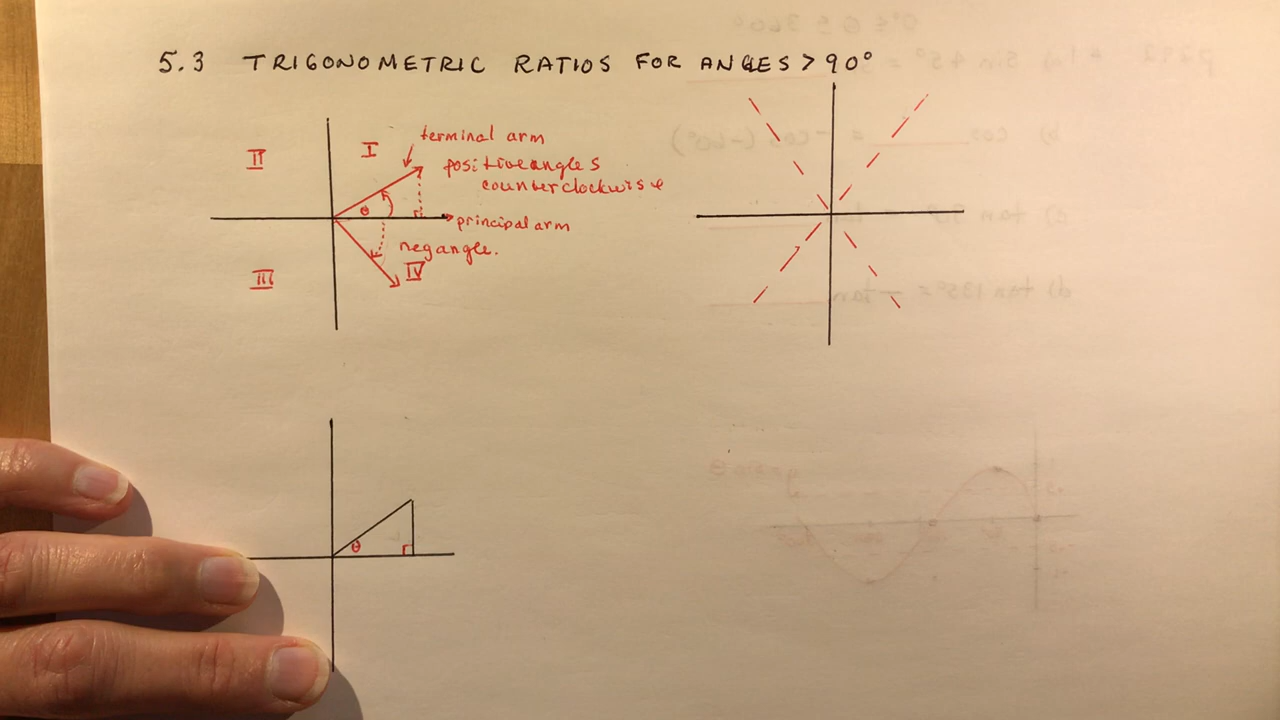 5.3 TRIGONOMETRIC RATIOS FOR ANGLES > 90°
terminal arm
II
I
positive angles
counterclockwise
θ
principal arm
neg angle.
III
IV
θ